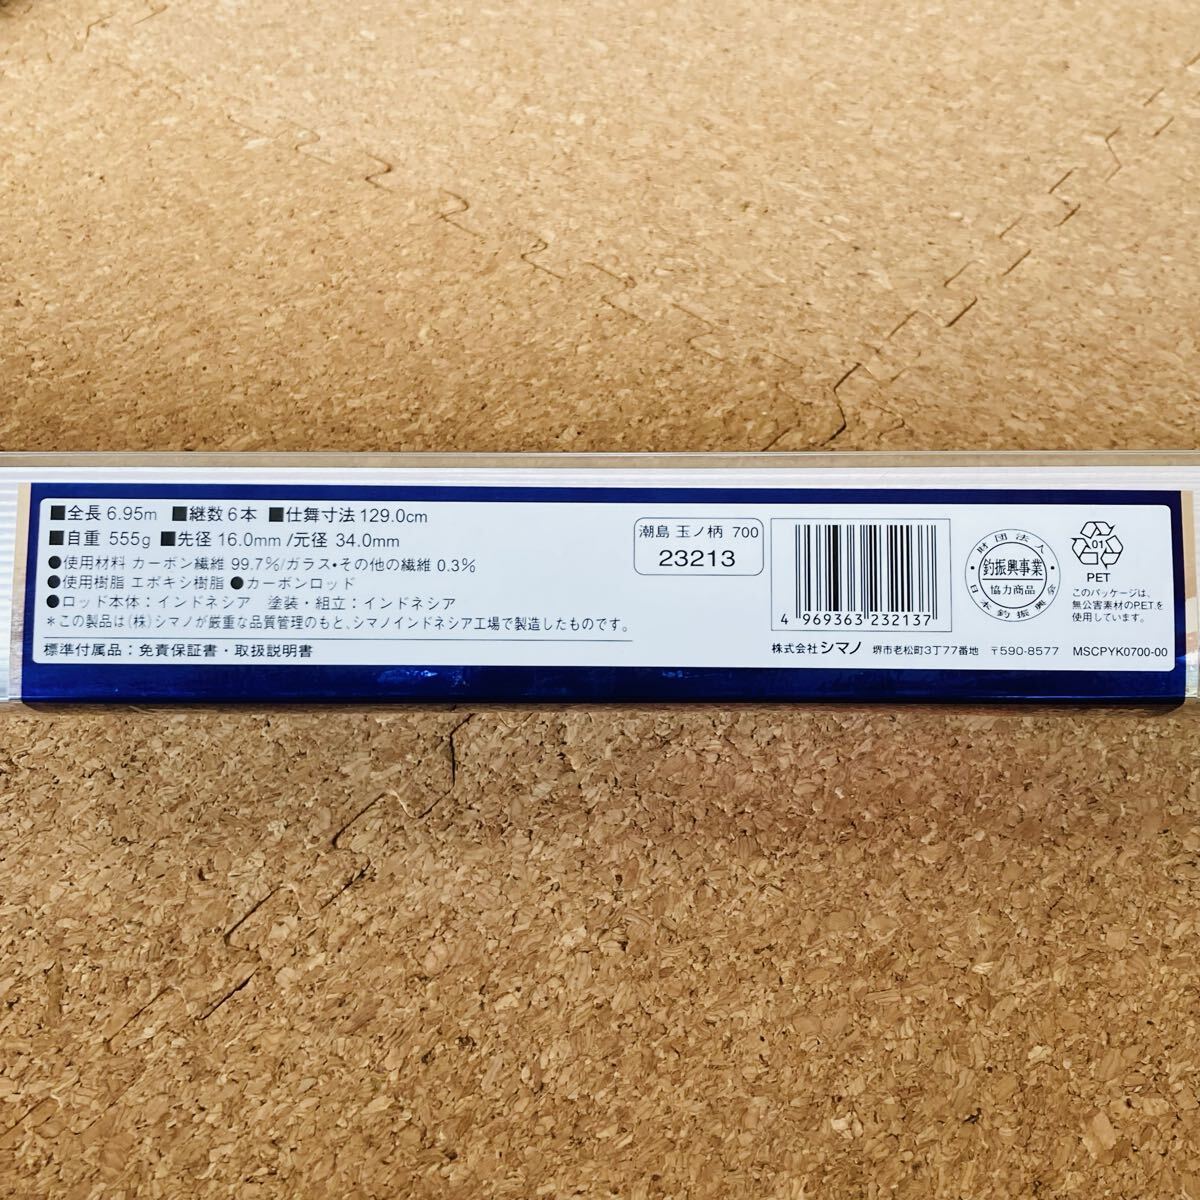 ■全長 6.95m ■継数6本 ■仕舞寸法129.0cm
■自重 555g ■先径 16.0mm /元径 34.0mm
●使用材料 カーボン繊維 99.7%/ガラス・その他の繊維 0.3%
●使用樹脂 エポキシ樹脂 ●カーボンロッド
●ロッド本体：インドネシア 塗装・組立：インドネシア
＊この製品は(株)シマノが厳重な品質管理のもと、シマノインドネシア工場で製造したものです。
標準付属品：免責保証書・取扱説明書
潮島 玉ノ柄 700
23213
4 969363 232137
株式会社シマノ 堺市老松町3丁77番地 〒590-8577 MSCPYK0700-00
財団法人
釣振興事業
協力商品
日本釣振興会
01
PET
このパッケージは、
無公害素材のPETを
使用しています。